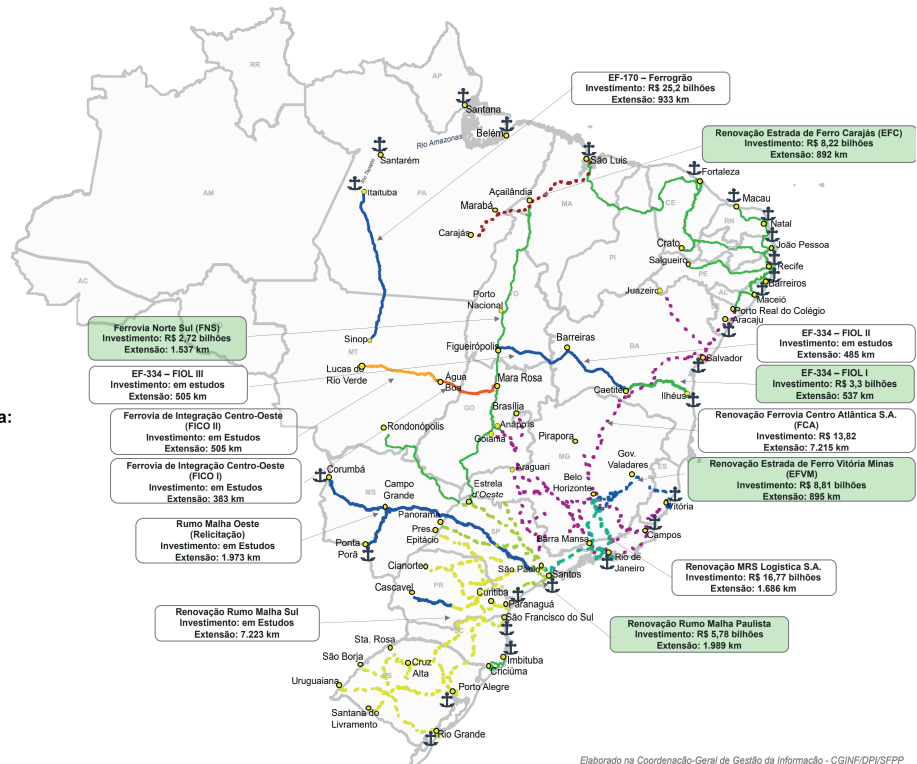 RR
AP
EF-170 – Ferrogrão
Investimento: R$ 25,2 bilhões
Extensão: 933 km
Santana
Belém
Rio Amazonas
Santarém
Rio Tapajós
Itaituba
São Luis
Renovação Estrada de Ferro Carajás (EFC)
Investimento: R$ 8,22 bilhões
Extensão: 892 km
Fortaleza
AM
PA
Açailândia
MA
CE
Macau
Marabá
RN
Natal
Carajás
Crato
João Pessoa
Salgueiro
PI
PE
Recife
AC
Juazeiro
AL
Barreiros
Maceió
Porto
Nacional
TO
Porto Real do Colégio
Aracaju
Ferrovia Norte Sul (FNS)
Investimento: R$ 2,72 bilhões
Extensão: 1.537 km
Sinop
MT
Figueirópolis
Barreiras
BA
EF-334 – FIOL II
Investimento: em estudos
Extensão: 485 km
Salvador
EF-334 – FIOL III
Investimento: em estudos
Extensão: 505 km
Lucas do
Rio Verde
Água
Boa
Mara Rosa
Caetité
Ilhéus
EF-334 – FIOL I
Investimento: R$ 3,3 bilhões
Extensão: 537 km
a:
Ferrovia de Integração Centro-Oeste
(FICO II)
Investimento: em Estudos
Extensão: 505 km
GO
Brasília
Anápolis
Goiania
Rondonópolis
Pirapora
Renovação Ferrovia Centro Atlântica S.A.
(FCA)
Investimento: R$ 13,82
Extensão: 7.215 km
Ferrovia de Integração Centro-Oeste
(FICO I)
Investimento: em Estudos
Extensão: 383 km
Corumbá
Araguari
MG
Gov.
Valadares
ES
Renovação Estrada de Ferro Vitória Minas
(EFVM)
Investimento: R$ 8,81 bilhões
Extensão: 895 km
Campo
Grande
MS
Estrela
d'Oeste
Belo
Horizonte
Vitória
Rumo Malha Oeste
(Relicitação)
Investimento: em Estudos
Extensão: 1.973 km
Panorama
Pres.
Epitácio
SP
Ponta
Porã
Barra Mansa
Campos
Rio de
Janeiro
Cianorte
São Paulo
Santos
Renovação MRS Logística S.A.
Investimento: R$ 16,77 bilhões
Extensão: 1.686 km
Cascavel
PR
Curitiba
Paranaguá
São Francisco do Sul
Renovação Rumo Malha Sul
Investimento: em Estudos
Extensão: 7.223 km
SC
Renovação Rumo Malha Paulista
Investimento: R$ 5,78 bilhões
Extensão: 1.989 km
Sta. Rosa
São Borja
Cruz
Alta
RS
Imbituba
Criciúma
Uruguaiana
Porto Alegre
Santana do
Livramento
Rio Grande
Elaborado na Coordenação-Geral de Gestão da Informação - CGINF/DPI/SFPP